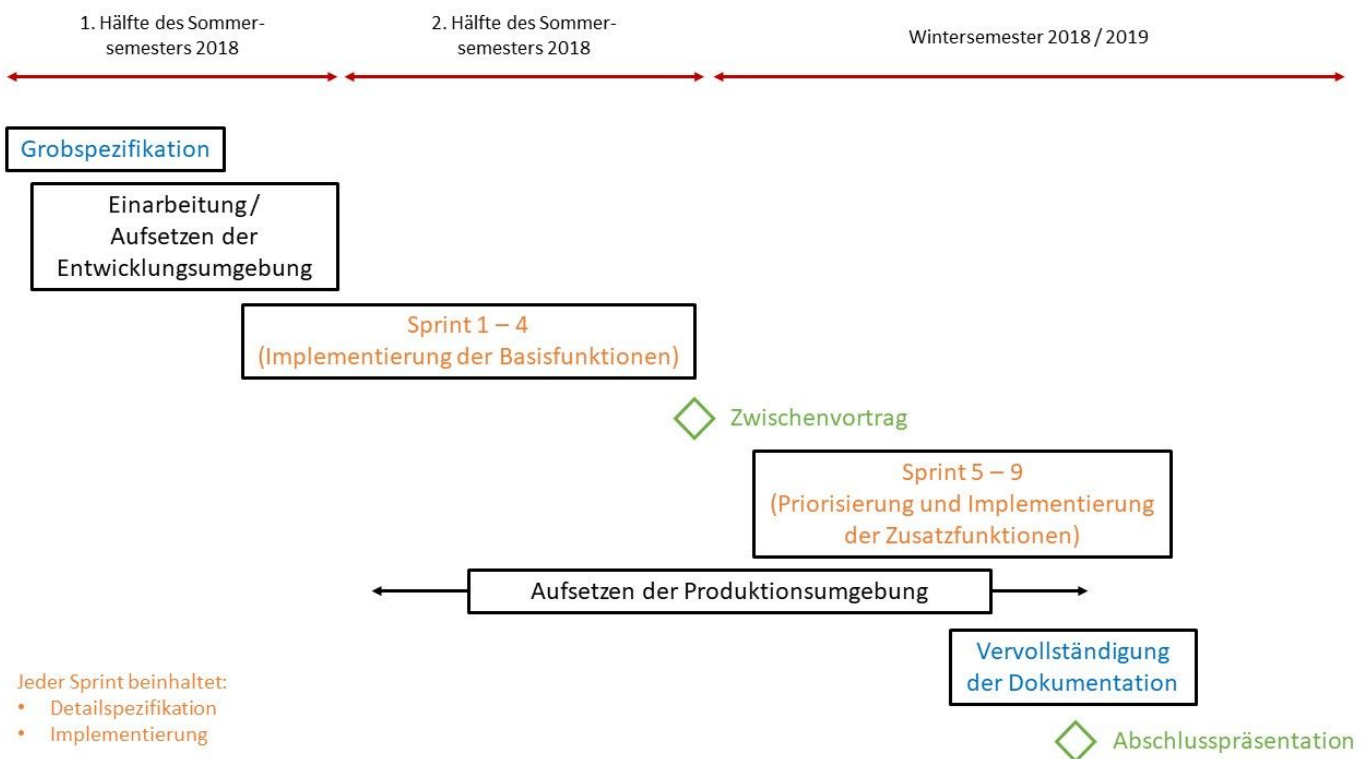 1. Hälfte des Sommer-
semesters 2018
2. Hälfte des Sommer-
semesters 2018
Wintersemester 2018 / 2019
Grobspezifikation
Einarbeitung /
Aufsetzen der
Entwicklungsumgebung
Sprint 1 – 4
(Implementierung der Basisfunktionen)
Zwischenvortrag
Sprint 5 – 9
(Priorisierung und Implementierung
der Zusatzfunktionen)
Aufsetzen der Produktionsumgebung
Vervollständigung
der Dokumentation
Jeder Sprint beinhaltet:
• Detailspezifikation
• Implementierung
Abschlusspräsentation